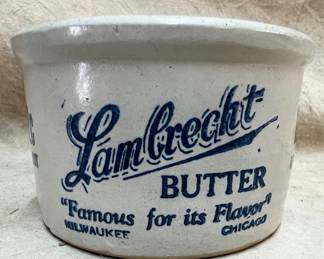 Lambrecht
BUTTER
"Famous for its Flavor"
MILWAUKEE CHICAGO